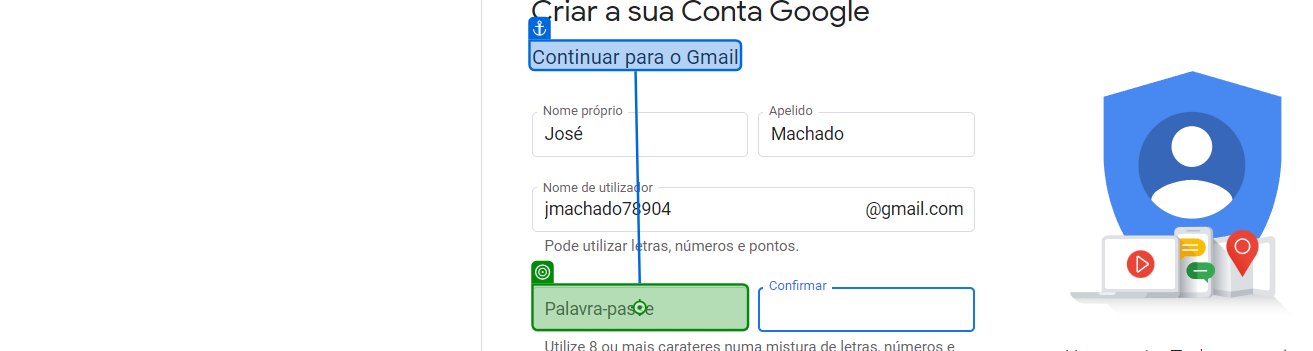 Criar a sua Conta Google
Continuar para o Gmail
Nome próprio
Apelido
José
Machado
Nome de utilizador
jmachado78904
@gmail.com
Pode utilizar letras, números e pontos.
Confirmar
Palavra-passe
Utilize 8 ou mais carateres numa mistura de letras, números e